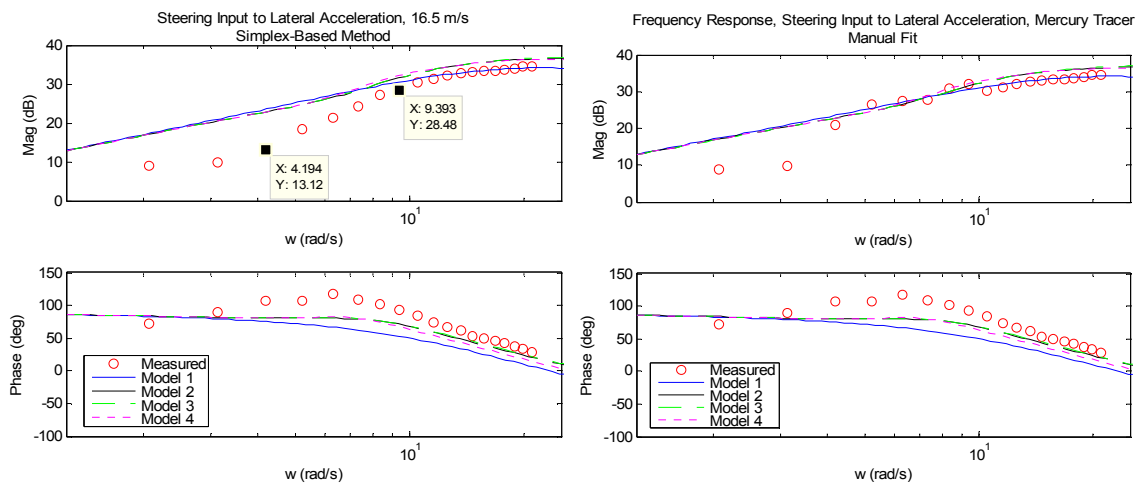 Steering Input to Lateral Acceleration, 16.5 m/s
Simplex-Based Method
40
30
20
10
0
Mag (dB)
X: 9.393
Y: 28.48
X: 4.194
Y: 13.12
10^1
w (rad/s)
150
100
50
0
-50
-100
Phase (deg)
Measured
Model 1
Model 2
Model 3
Model 4
10^1
w (rad/s)
Frequency Response, Steering Input to Lateral Acceleration, Mercury Tracer
Manual Fit
40
30
20
10
0
Mag (dB)
10^1
w (rad/s)
150
100
50
0
-50
-100
Phase (deg)
Measured
Model 1
Model 2
Model 3
Model 4
10^1
w (rad/s)